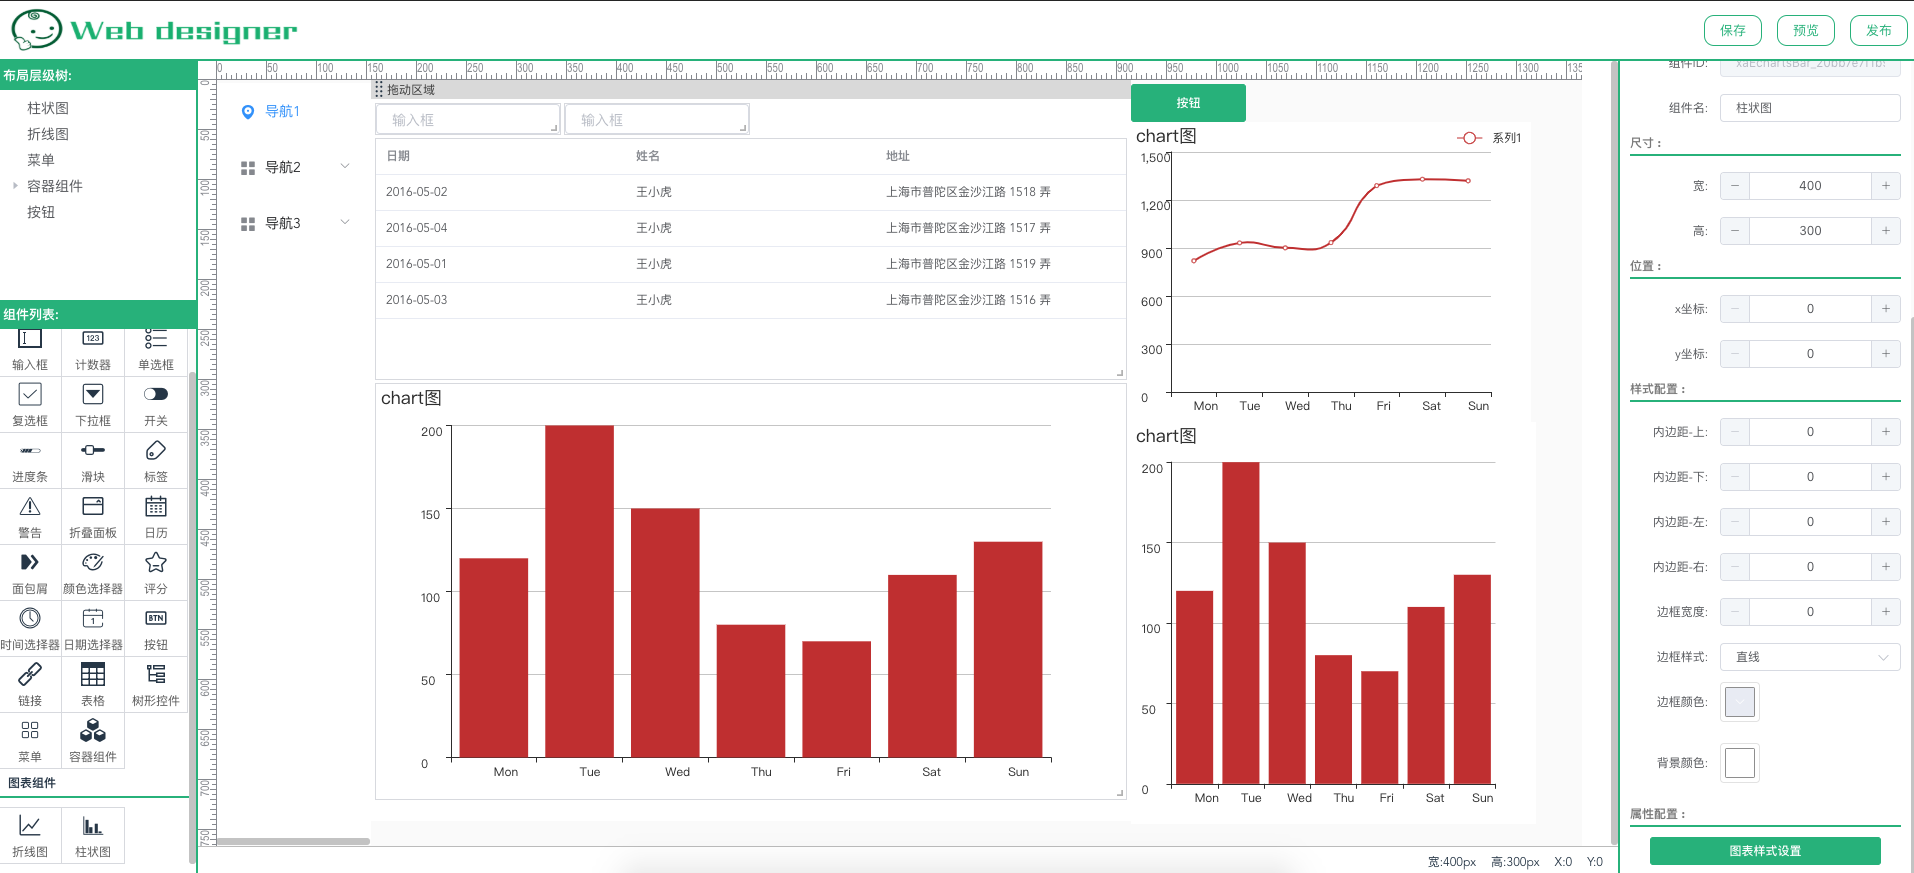 Web designer
保存
预览
发布
布局层级树:
柱状图
折线图
菜单
容器组件
按钮
组件列表:
输入框
计数器
单选框
复选框
下拉框
开关
进度条
滑块
标签
警告
折叠面板
日历
面包屑
颜色选择器
评分
时间选择器
日期选择器
BTN
按钮
链接
表格
树形控件
菜单
容器组件
图表组件
折线图
柱状图
0 50 100 150 200 250 300 350 400 450 500 550 600 650 700 750 800 850 900 950 1000 1050 1100 1150 1200 1250 1300
0 50 100 150 200 250 300 350 400 450 500 550 600 650 700 750
导航1
导航2
导航3
拖动区域
输入框
输入框
日期 姓名 地址
2016-05-02 王小虎 上海市普陀区金沙江路 1518 弄
2016-05-04 王小虎 上海市普陀区金沙江路 1517 弄
2016-05-01 王小虎 上海市普陀区金沙江路 1519 弄
2016-05-03 王小虎 上海市普陀区金沙江路 1516 弄
chart图
200
150
100
50
0
Mon Tue Wed Thu Fri Sat Sun
按钮
chart图
系列1
1,500
1,200
900
600
300
0
Mon Tue Wed Thu Fri Sat Sun
chart图
200
150
100
50
0
Mon Tue Wed Thu Fri Sat Sun
宽:400px 高:300px X:0 Y:0
组件ID:
组件名: 柱状图
尺寸：
宽: 400
高: 300
位置：
x坐标: 0
y坐标: 0
样式配置：
内边距-上: 0
内边距-下: 0
内边距-左: 0
内边距-右: 0
边框宽度: 0
边框样式: 直线
边框颜色:
背景颜色:
属性配置：
图表样式设置